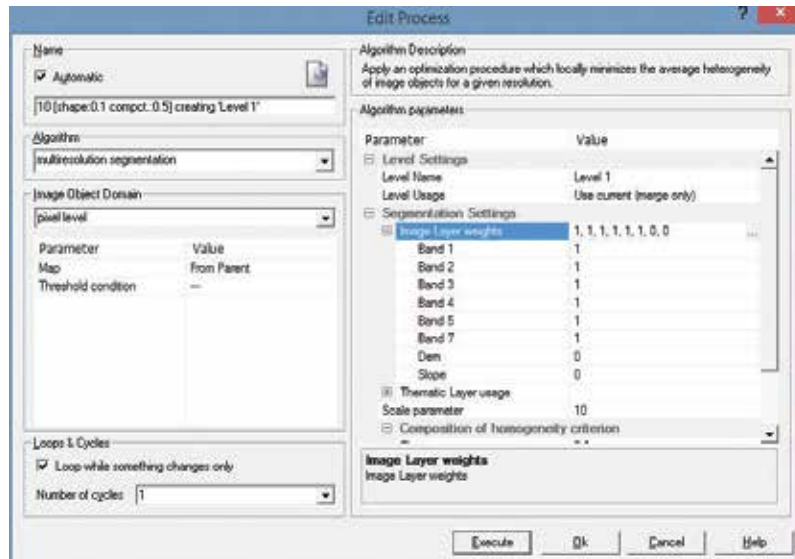 Edit Process
?
Name
Automatic
10 [shape:0.1 compct.:0.5] creating 'Level 1'
Algorithm
multiresolution segmentation
Image Object Domain
pixel level
Parameter Value
Map From Parent
Threshold condition ---
Loops & Cycles
Loop while something changes only
Number of cycles 1
Algorithm Description
Apply an optimization procedure which locally minimizes the average heterogeneity
of image objects for a given resolution.
Algorithm parameters
Parameter Value
Level Settings
Level Name Level 1
Level Usage Use current (merge only)
Segmentation Settings
Image Layer weights 1, 1, 1, 1, 1, 1, 0, 0 ...
Band 1 1
Band 2 1
Band 3 1
Band 4 1
Band 5 1
Band 7 1
Dem 0
Slope 0
Thematic Layer usage
Scale parameter 10
Composition of homogeneity criterion
Image Layer weights
Image Layer weights
Execute Ok Cancel Help